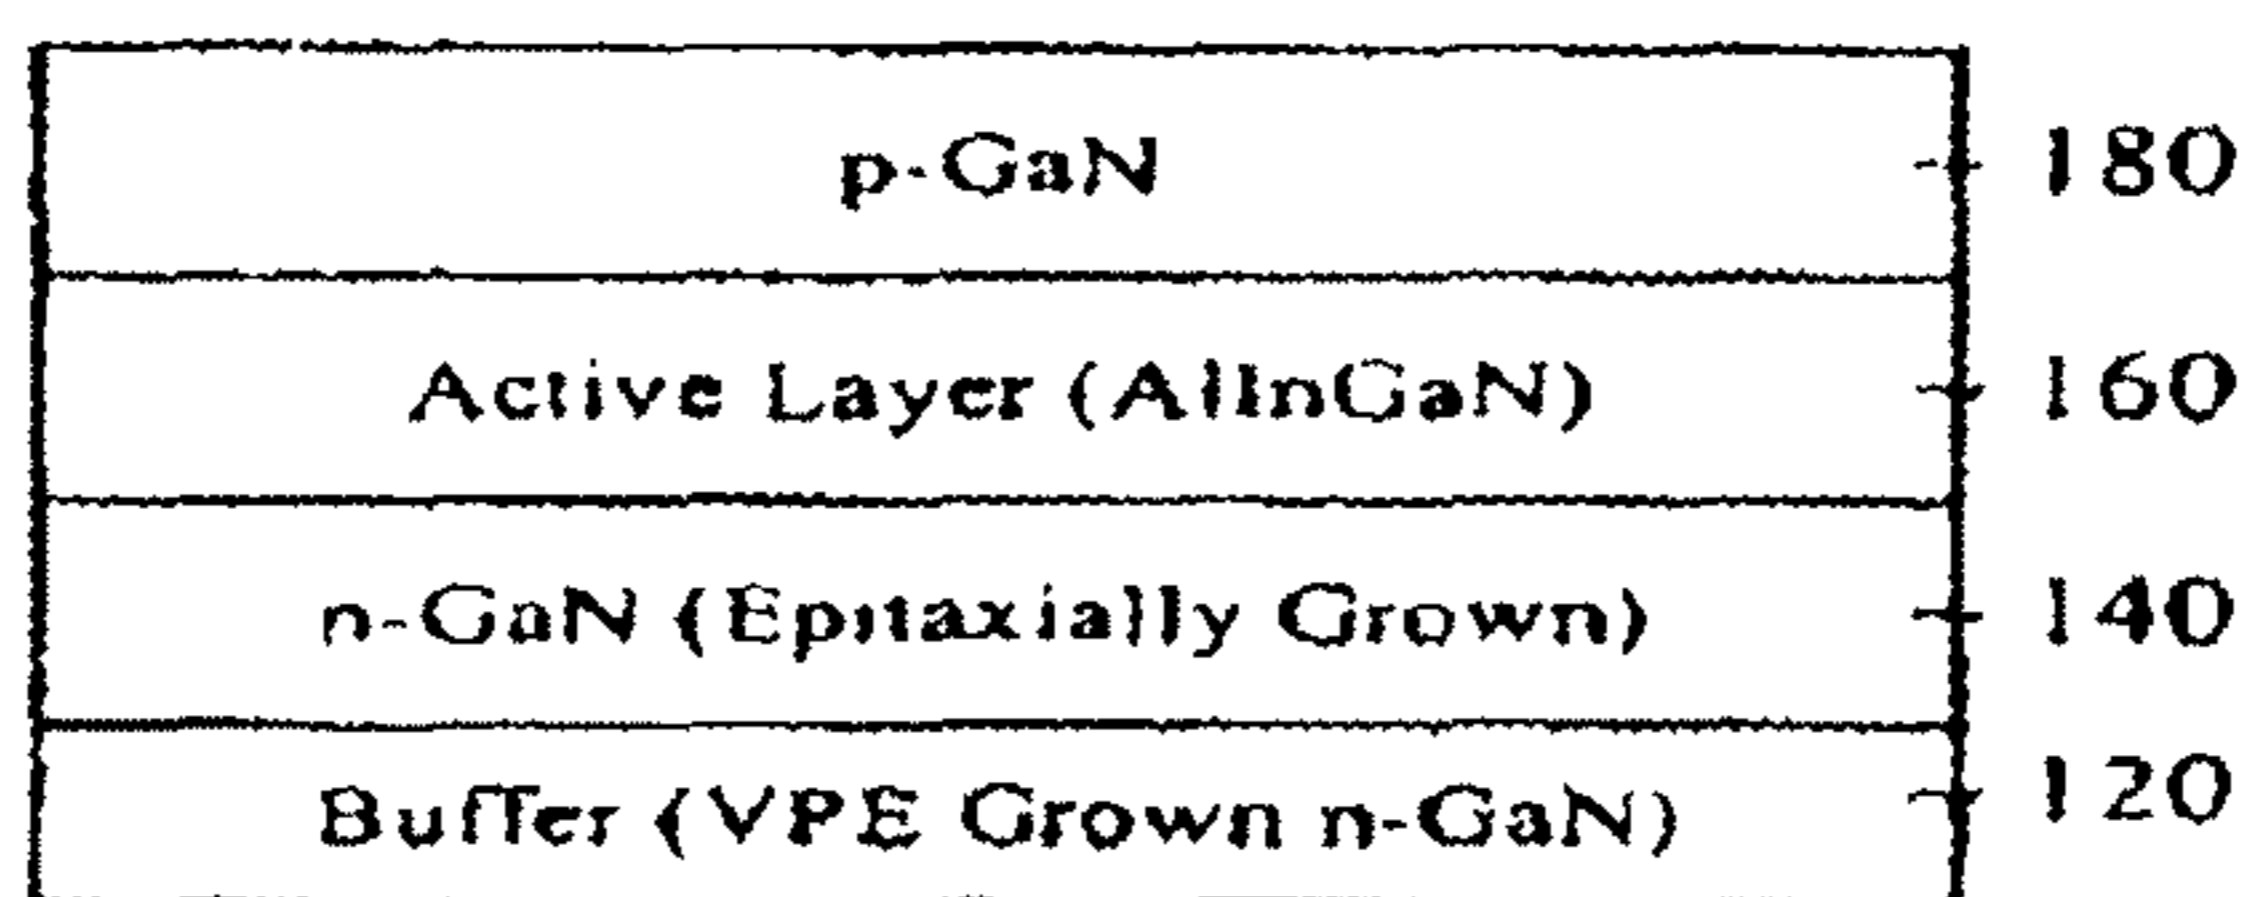 p-GaN 180
Active Layer (AlInGaN) 160
n-GaN (Epitaxially Grown) 140
Buffer (VPE Grown n-GaN) 120